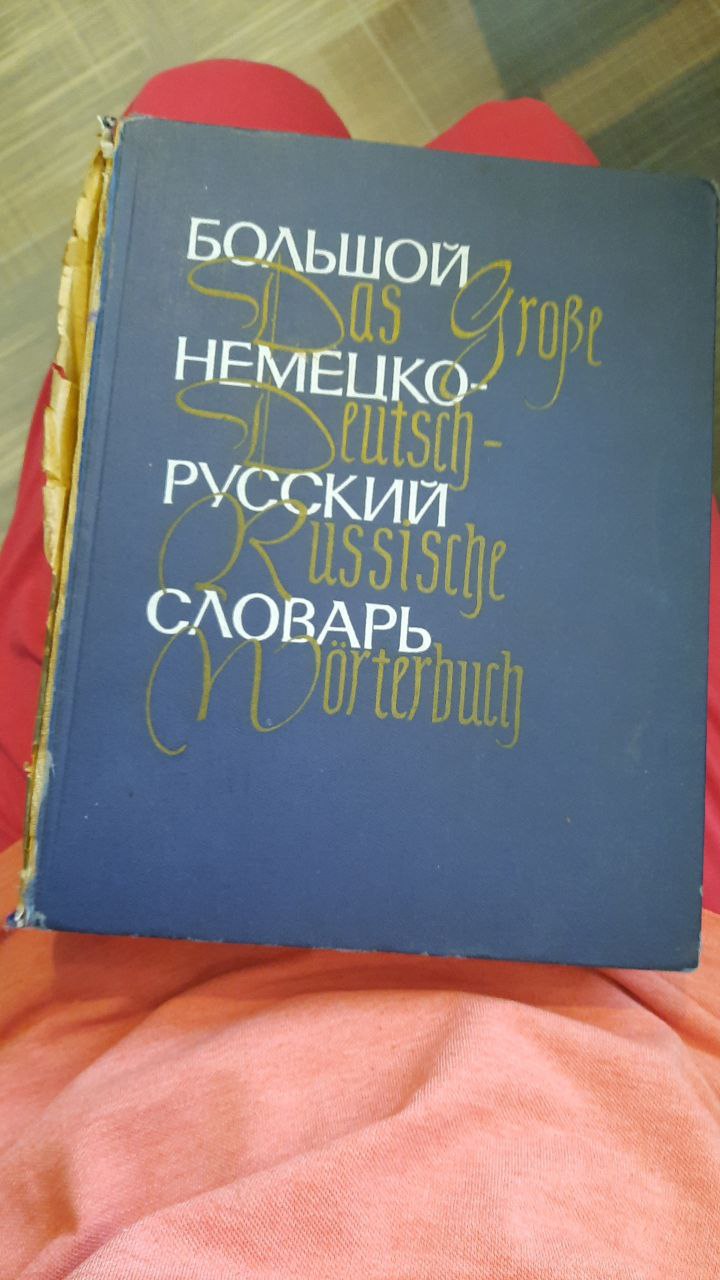 БОЛЬШОЙ
Das Große
НЕМЕЦКО-
Deutsch-
РУССКИЙ
Russische
СЛОВАРЬ
Wörterbuch